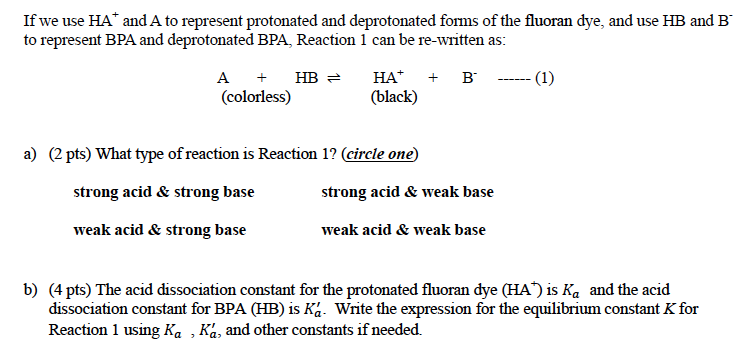 If we use HA⁺ and A to represent protonated and deprotonated forms of the fluoran dye, and use HB and B⁻
to represent BPA and deprotonated BPA, Reaction 1 can be re-written as:
A + HB ⇌ HA⁺ + B⁻ ------ (1)
(colorless) (black)
a) (2 pts) What type of reaction is Reaction 1? (circle one)
strong acid & strong base strong acid & weak base
weak acid & strong base weak acid & weak base
b) (4 pts) The acid dissociation constant for the protonated fluoran dye (HA⁺) is Kₐ and the acid
dissociation constant for BPA (HB) is K′ₐ. Write the expression for the equilibrium constant K for
Reaction 1 using Kₐ , K′ₐ, and other constants if needed.